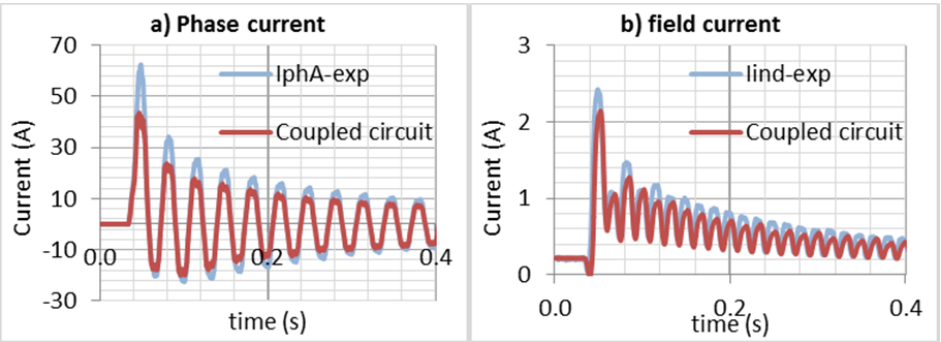 a) Phase current
70
50
30
10
-10
-30
Current (A)
IphA-exp
Coupled circuit
0.0
0.2
0.4
time (s)
b) field current
3
2
1
0
Current (A)
Iind-exp
Coupled circuit
0.0
0.2
0.4
time (s)